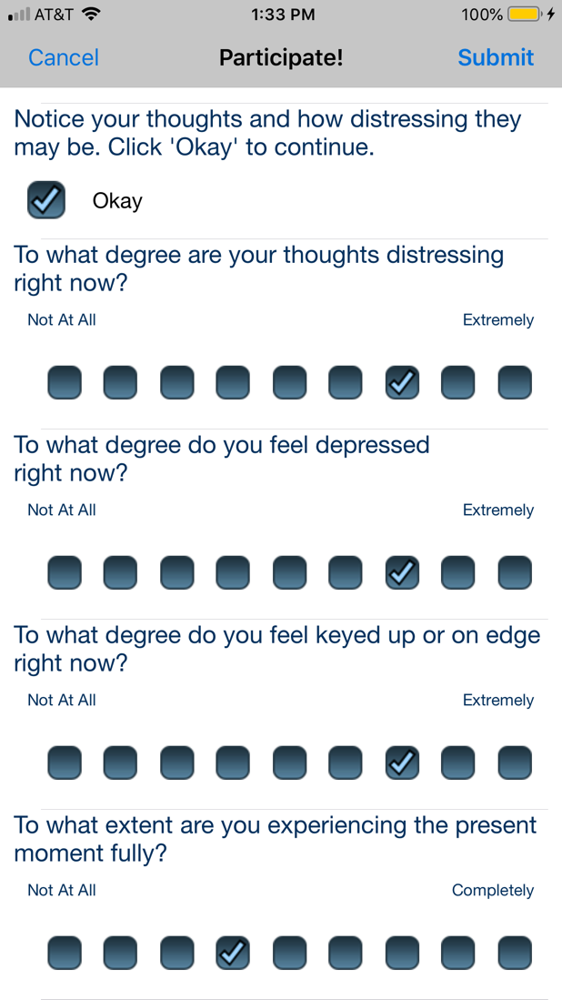 AT&T 1:33 PM 100%
Cancel Participate! Submit
Notice your thoughts and how distressing they
may be. Click 'Okay' to continue.
Okay
To what degree are your thoughts distressing
right now?
Not At All Extremely
To what degree do you feel depressed
right now?
Not At All Extremely
To what degree do you feel keyed up or on edge
right now?
Not At All Extremely
To what extent are you experiencing the present
moment fully?
Not At All Completely